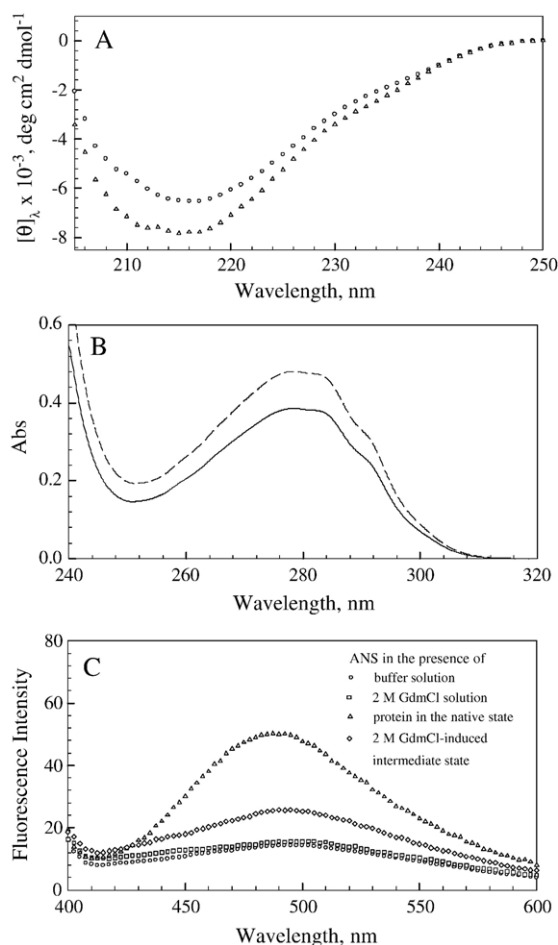 A
0
-2
-4
-6
-8
[θ]λ x 10-3, deg cm2 dmol-1
210 220 230 240 250
Wavelength, nm
B
0.6
0.4
0.2
0.0
Abs
240 260 280 300 320
Wavelength, nm
C
80
60
40
20
0
Fluorescence Intensity
ANS in the presence of
buffer solution
2 M GdmCl solution
protein in the native state
2 M GdmCl-induced
intermediate state
400 450 500 550 600
Wavelength, nm